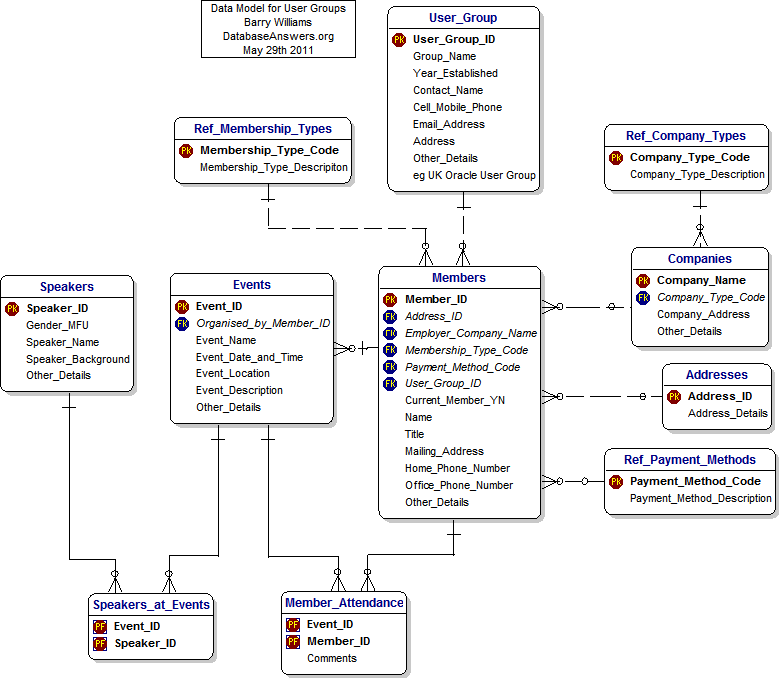 Data Model for User Groups
Barry Williams
DatabaseAnswers.org
May 29th 2011
User_Group
PK User_Group_ID
Group_Name
Year_Established
Contact_Name
Cell_Mobile_Phone
Email_Address
Address
Other_Details
eg UK Oracle User Group
Ref_Membership_Types
PK Membership_Type_Code
Membership_Type_Descripiton
Ref_Company_Types
PK Company_Type_Code
Company_Type_Description
Speakers
PK Speaker_ID
Gender_MFU
Speaker_Name
Speaker_Background
Other_Details
Events
PK Event_ID
FK Organised_by_Member_ID
Event_Name
Event_Date_and_Time
Event_Location
Event_Description
Other_Details
Members
PK Member_ID
FK Address_ID
FK Employer_Company_Name
FK Membership_Type_Code
FK Payment_Method_Code
FK User_Group_ID
Current_Member_YN
Name
Title
Mailing_Address
Home_Phone_Number
Office_Phone_Number
Other_Details
Companies
PK Company_Name
FK Company_Type_Code
Company_Address
Other_Details
Addresses
PK Address_ID
Address_Details
Ref_Payment_Methods
PK Payment_Method_Code
Payment_Method_Description
Speakers_at_Events
PF Event_ID
PF Speaker_ID
Member_Attendance
PF Event_ID
PF Member_ID
Comments